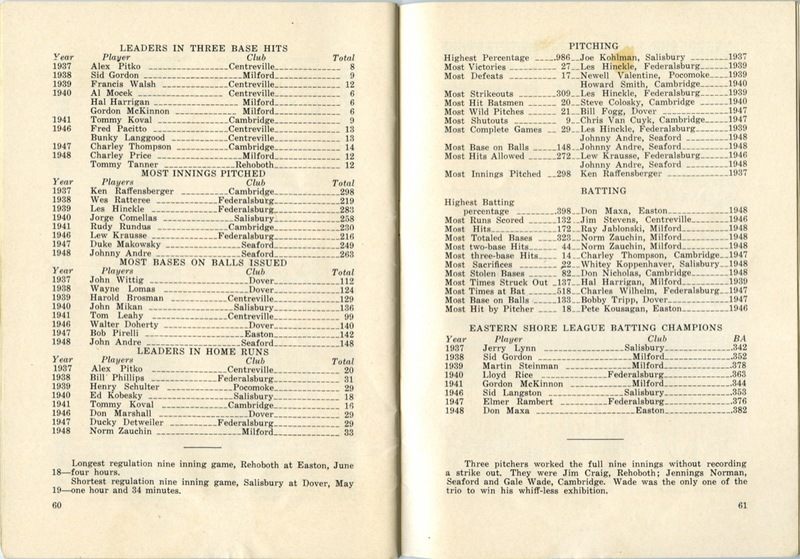 LEADERS IN THREE BASE HITS
Year Player Club Total
1937 Alex Pitko Centreville 8
1938 Sid Gordon Milford 9
1939 Francis Walsh Centreville 12
1940 Al Mocek Centreville 6
Hal Harrigan Milford 6
Gordon McKinnon Milford 6
1941 Tommy Koval Cambridge 9
1946 Fred Pacitto Centreville 13
Bunky Langgood Centreville 13
1947 Charley Thompson Cambridge 14
1948 Charley Price Milford 12
Tommy Tanner Rehoboth 12
MOST INNINGS PITCHED
Year Players Club Total
1937 Ken Raffensberger Cambridge 298
1938 Wes Ratteree Federalsburg 219
1939 Les Hinckle Federalsburg 283
1940 Jorge Comellas Salisbury 258
1941 Rudy Rundus Cambridge 230
1946 Lew Krausse Federalsburg 216
1947 Duke Makowsky Seaford 249
1948 Johnny Andre Seaford 263
MOST BASES ON BALLS ISSUED
Year Players Club Total
1937 John Wittig Dover 112
1938 Wayne Lomas Dover 124
1939 Harold Brosman Centreville 129
1940 John Mikan Salisbury 136
1941 Tom Leahy Centreville 99
1946 Walter Doherty Dover 140
1947 Bob Pirelli Easton 142
1948 John Andre Seaford 148
LEADERS IN HOME RUNS
Year Players Club Total
1937 Alex Pitko Centreville 20
1938 Bill Phillips Federalsburg 31
1939 Henry Schulter Pocomoke 29
1940 Ed Kobesky Salisbury 18
1941 Tommy Koval Cambridge 16
1946 Don Marshall Dover 29
1947 Ducky Detweiler Federalsburg 29
1948 Norm Zauchin Milford 33
Longest regulation nine inning game, Rehoboth at Easton, June
18—four hours.
Shortest regulation nine inning game, Salisbury at Dover, May
19—one hour and 34 minutes.
60
PITCHING
Highest Percentage .986 Joe Kohlman, Salisbury 1937
Most Victories 27 Les Hinckle, Federalsburg 1939
Most Defeats 17 Newell Valentine, Pocomoke 1939
Howard Smith, Cambridge 1940
Most Strikeouts 309 Les Hinckle, Federalsburg 1939
Most Hit Batsmen 20 Steve Colosky, Cambridge 1940
Most Wild Pitches 21 Bill Fogg, Dover 1947
Most Shutouts 9 Chris Van Cuyk, Cambridge 1947
Most Complete Games 29 Les Hinckle, Federalsburg 1939
Johnny Andre, Seaford 1948
Most Base on Balls 148 Johnny Andre, Seaford 1948
Most Hits Allowed 272 Lew Krausse, Federalsburg 1946
Johnny Andre, Seaford 1948
Most Innings Pitched 298 Ken Raffensberger 1937
BATTING
Highest Batting
percentage .398 Don Maxa, Easton 1948
Most Runs Scored 132 Jim Stevens, Centreville 1946
Most Hits 172 Ray Jablonski, Milford 1948
Most Totaled Bases 323 Norm Zauchin, Milford 1948
Most two-base Hits 44 Norm Zauchin, Milford 1948
Most three-base Hits 14 Charley Thompson, Cambridge 1947
Most Sacrifices 22 Whitey Koppenhaver, Salisbury 1948
Most Stolen Bases 82 Don Nicholas, Cambridge 1948
Most Times Struck Out 137 Hal Harrigan, Milford 1939
Most Times at Bat 518 Charles Wilhelm, Federalsburg 1947
Most Base on Balls 133 Bobby Tripp, Dover 1947
Most Hit by Pitcher 18 Pete Kousagan, Easton 1946
EASTERN SHORE LEAGUE BATTING CHAMPIONS
Year Player Club BA
1937 Jerry Lynn Salisbury .342
1938 Sid Gordon Milford .352
1939 Martin Steinman Milford .378
1940 Lloyd Rice Federalsburg .363
1941 Gordon McKinnon Milford .344
1946 Sid Langston Salisbury .353
1947 Elmer Rambert Federalsburg .376
1948 Don Maxa Easton .382
Three pitchers worked the full nine innings without recording
a strike out. They were Jim Craig, Rehoboth; Jennings Norman,
Seaford and Gale Wade, Cambridge. Wade was the only one of the
trio to win his whiff-less exhibition.
61